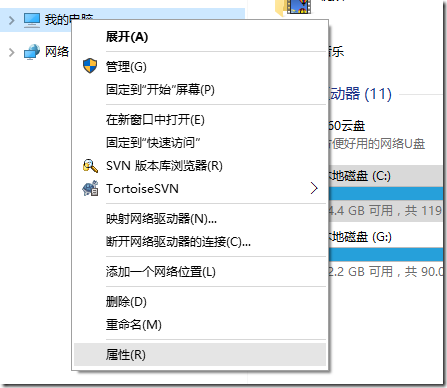 我的电脑
网络
展开(A)
管理(G)
固定到"开始"屏幕(P)
在新窗口中打开(E)
固定到"快速访问"
SVN 版本库浏览器(R)
TortoiseSVN
映射网络驱动器(N)...
断开网络驱动器的连接(C)...
添加一个网络位置(L)
删除(D)
重命名(M)
属性(R)
乐
动器 (11)
60云盘
便好用的网络U盘
地磁盘 (C:)
4.4 GB 可用，共 119
地磁盘 (G:)
2.2 GB 可用，共 90.0